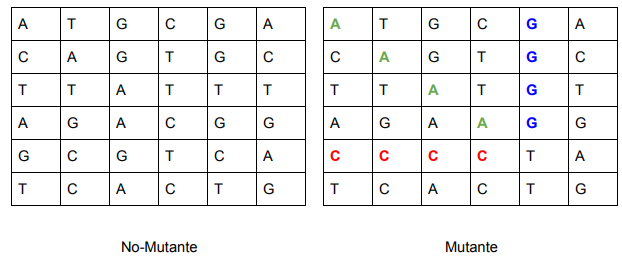 A T G C G A
C A G T G C
T T A T T T
A G A C G G
G C G T C A
T C A C T G
No-Mutante
A T G C G A
C A G T G C
T T A T G T
A G A A G G
C C C C T A
T C A C T G
Mutante